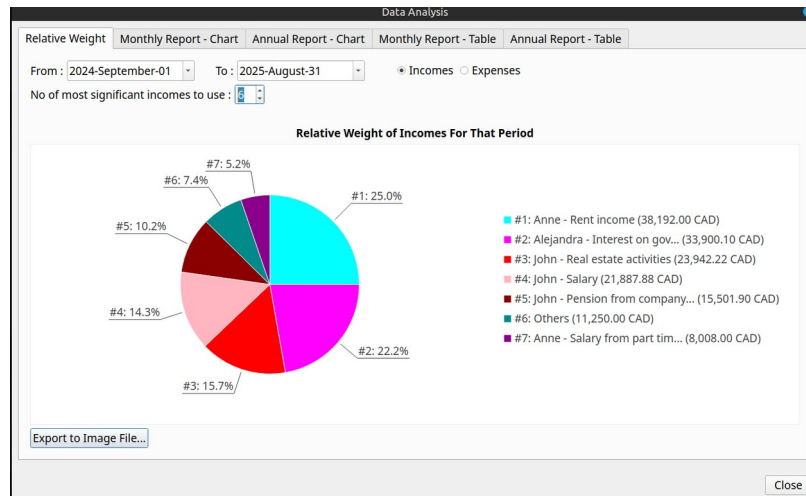 Data Analysis
Relative Weight Monthly Report - Chart Annual Report - Chart Monthly Report - Table Annual Report - Table
From : 2024-September-01 To : 2025-August-31 Incomes Expenses
No of most significant incomes to use : 6
Relative Weight of Incomes For That Period
#7: 5.2%
#6: 7.4%
#1: 25.0%
#5: 10.2%
#4: 14.3%
#2: 22.2%
#3: 15.7%
#1: Anne - Rent income (38,192.00 CAD)
#2: Alejandra - Interest on gov... (33,900.10 CAD)
#3: John - Real estate activities (23,942.22 CAD)
#4: John - Salary (21,887.88 CAD)
#5: John - Pension from company... (15,501.90 CAD)
#6: Others (11,250.00 CAD)
#7: Anne - Salary from part tim... (8,008.00 CAD)
Export to Image File...
Close